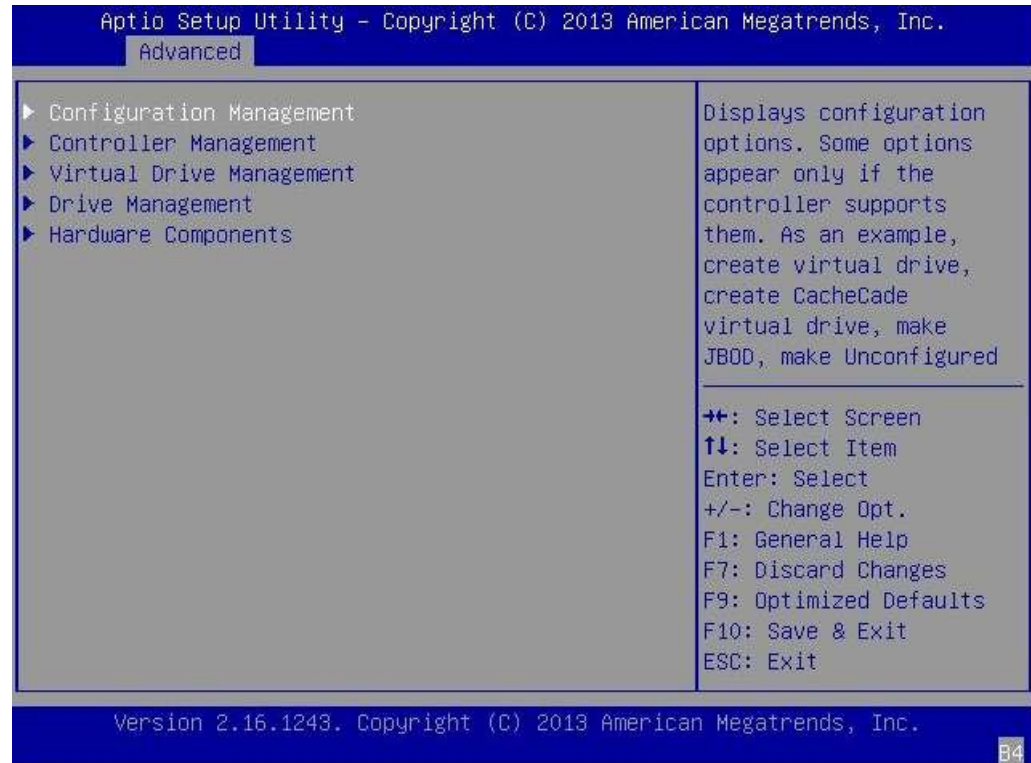 Aptio Setup Utility – Copyright (C) 2013 American Megatrends, Inc.
Advanced
▶ Configuration Management
▶ Controller Management
▶ Virtual Drive Management
▶ Drive Management
▶ Hardware Components
Displays configuration
options. Some options
appear only if the
controller supports
them. As an example,
create virtual drive,
create CacheCade
virtual drive, make
JBOD, make Unconfigured
→←: Select Screen
↑↓: Select Item
Enter: Select
+/-: Change Opt.
F1: General Help
F7: Discard Changes
F9: Optimized Defaults
F10: Save & Exit
ESC: Exit
Version 2.16.1243. Copyright (C) 2013 American Megatrends, Inc.
B4